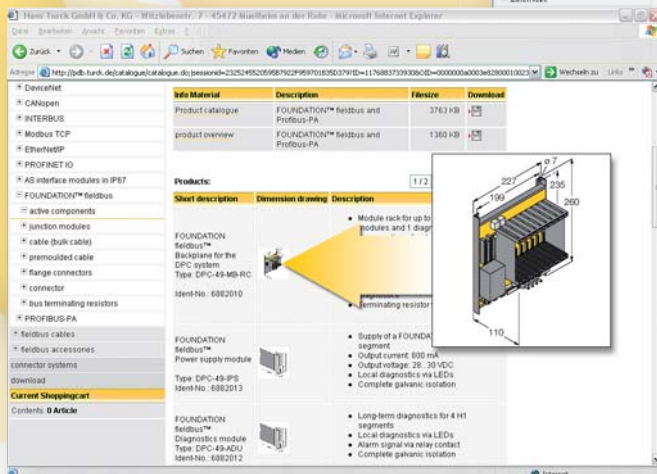 Hans Turck GmbH & Co. KG - Witzlebenstr. 7 - 45472 Muelheim an der Ruhr - Microsoft Internet Explorer
Datei Bearbeiten Ansicht Favoriten Extras ?
Zurück
Suchen
Favoriten
Medien
Adresse
Wechseln zu
Links
DeviceNet
CANopen
INTERBUS
Modbus TCP
EtherNet/IP
PROFINET IO
AS interface modules in IP67
FOUNDATION™ fieldbus
active components
junction modules
cable (bulk cable)
premoulded cable
flange connectors
connector
bus terminating resistors
PROFIBUS-PA
fieldbus cables
fieldbus accessories
connector systems
download
Current Shoppingcart
Contents: 0 Article
Info Material Description Filesize Download
Product catalogue FOUNDATION™ fieldbus and Profibus-PA 3763 KB
product overview FOUNDATION™ fieldbus and Profibus-PA 1360 KB
Products:
1 / 2
Short description Dimension drawing Description
FOUNDATION
fieldbus™
Backplane for the
DPC system
Type: DPC-49-MB-RC
Ident-No.: 6882010
Module rack for up to
modules and 1 diagn
Terminating resistor
FOUNDATION
fieldbus™
Power supply module
Type: DPC-49-IPS
Ident-No.: 6882013
Supply of a FOUNDA
segment
Output current: 800 mA
Output voltage: 28...30 VDC
Local diagnostics via LEDs
Complete galvanic isolation
FOUNDATION
fieldbus™
Diagnostics module
Type: DPC-49-ADU
Ident-No.: 6882012
Long-term diagnostics for 4 H1
segments
Local diagnostics via LEDs
Alarm signal via relay contact
Complete galvanic isolation
ø 7
227
235
199
260
110
Internet